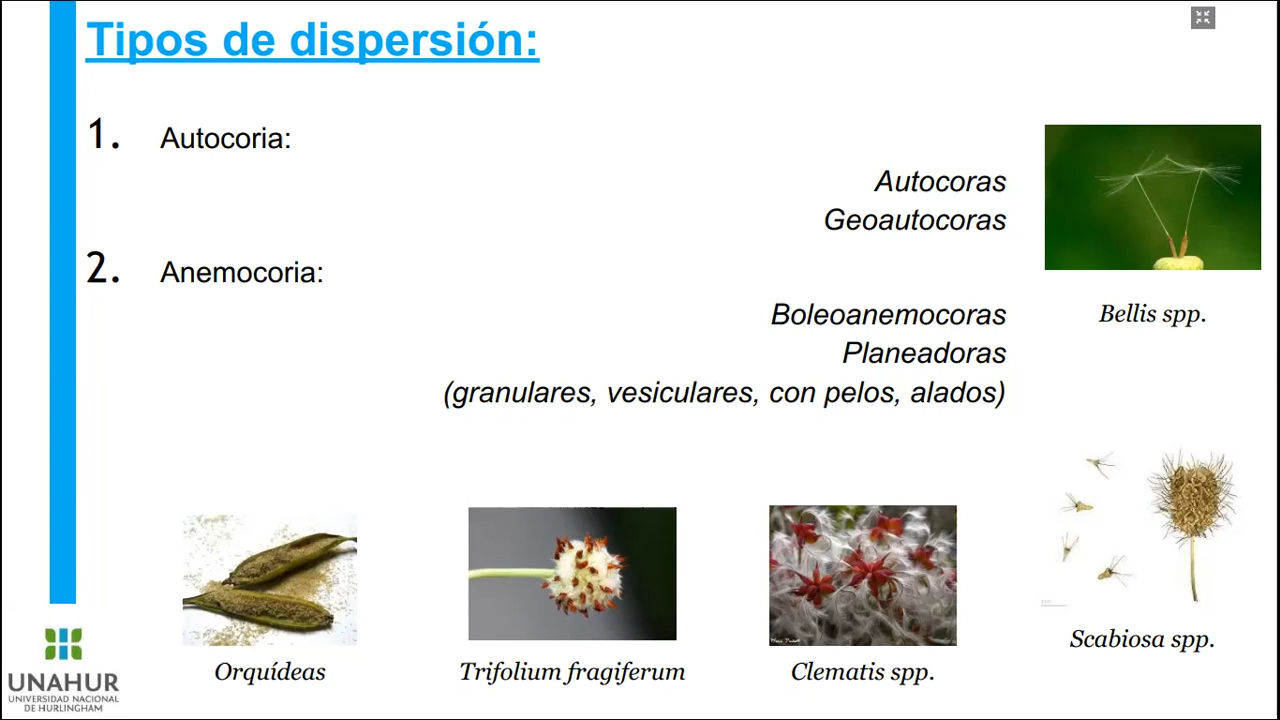 Tipos de dispersión:
1. Autocoria:
Autocoras
Geoautocoras
2. Anemocoria:
Boleoanemocoras
Planeadoras
(granulares, vesiculares, con pelos, alados)
Bellis spp.
Orquídeas
Trifolium fragiferum
Clematis spp.
Scabiosa spp.
UNAHUR
UNIVERSIDAD NACIONAL
DE HURLINGHAM